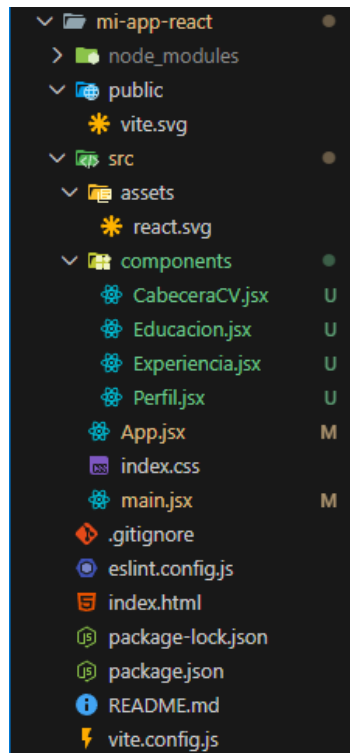 mi-app-react
node_modules
public
vite.svg
src
assets
react.svg
components
CabeceraCV.jsx U
Educacion.jsx U
Experiencia.jsx U
Perfil.jsx U
App.jsx M
index.css
main.jsx M
.gitignore
eslint.config.js
index.html
package-lock.json
package.json
README.md
vite.config.js